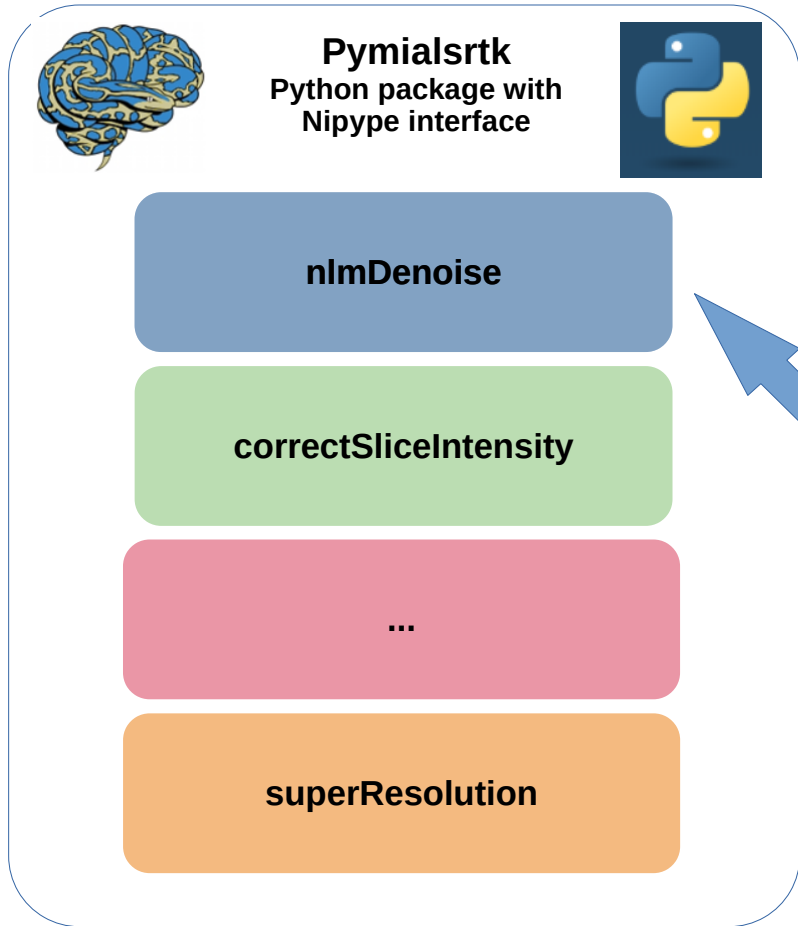 Pymialsrtk
Python package with
Nipype interface
nlmDenoise
correctSliceIntensity
...
superResolution